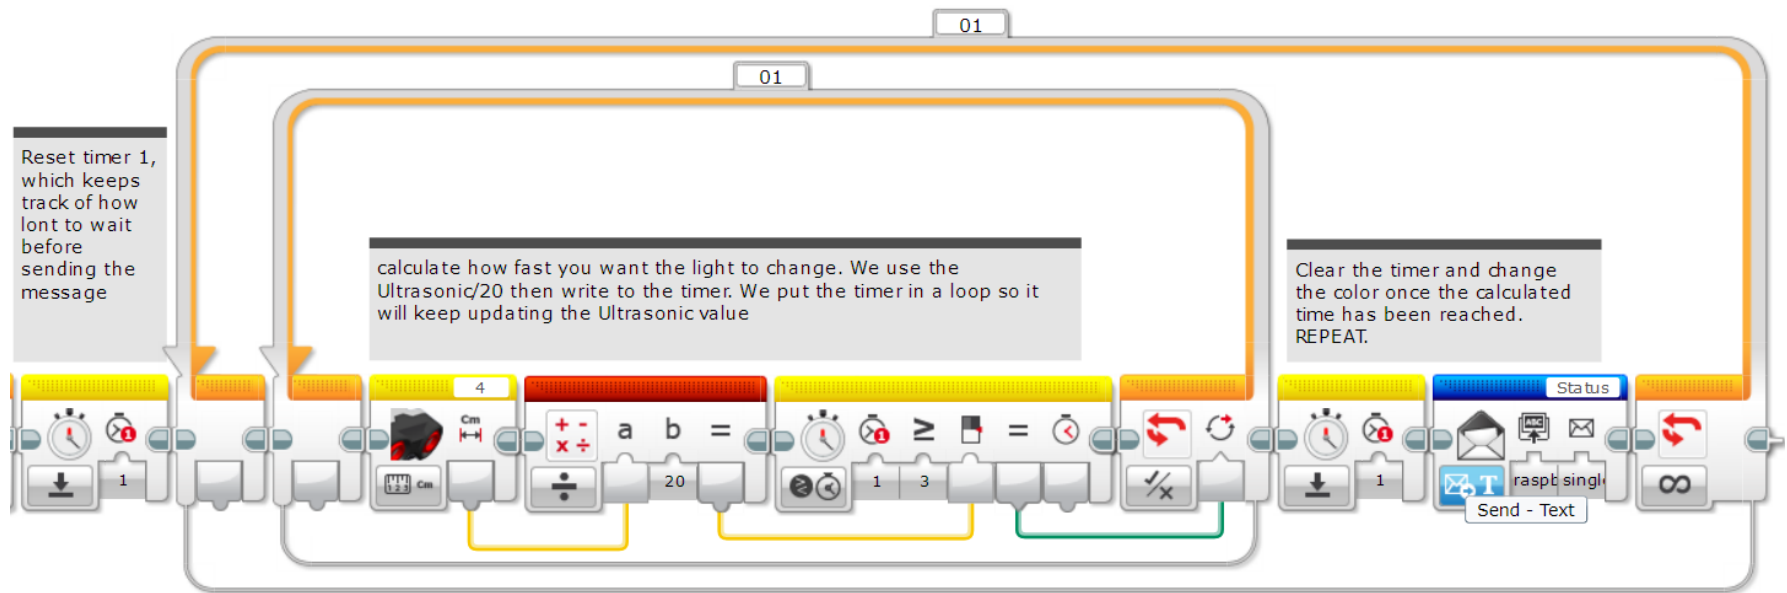 01
01
Reset timer 1,
which keeps
track of how
lont to wait
before
sending the
message
calculate how fast you want the light to change. We use the
Ultrasonic/20 then write to the timer. We put the timer in a loop so it
will keep updating the Ultrasonic value
Clear the timer and change
the color once the calculated
time has been reached.
REPEAT.
4
Status
Cm
a b =
≥ =
1
Cm
20
1 3
1
T
Send - Text